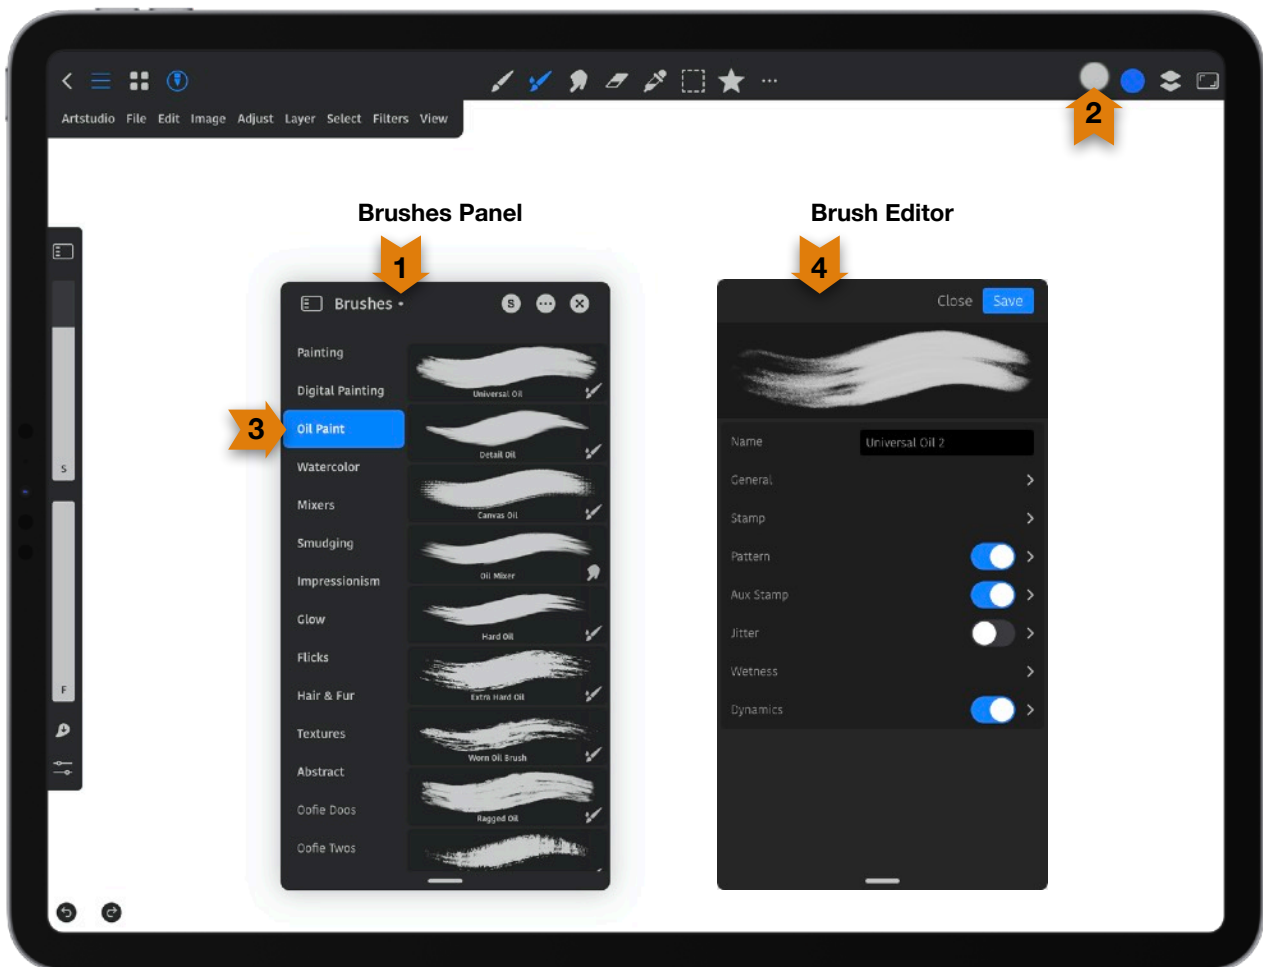 Artstudio File Edit Image Adjust Layer Select Filters View
2
Brushes Panel
Brush Editor
1
4
Brushes
S
Close Save
Painting
Digital Painting
Oil Paint
3
Watercolor
Mixers
Smudging
Impressionism
Glow
Flicks
Hair & Fur
Textures
Abstract
Oofie Doos
Oofie Twos
Universal Oil
Detail Oil
Canvas Oil
Oil Mixer
Hard Oil
Extra Hard Oil
Worn Oil Brush
Ragged Oil
Name Universal Oil 2
General
Stamp
Pattern
Aux Stamp
Jitter
Wetness
Dynamics
S
F